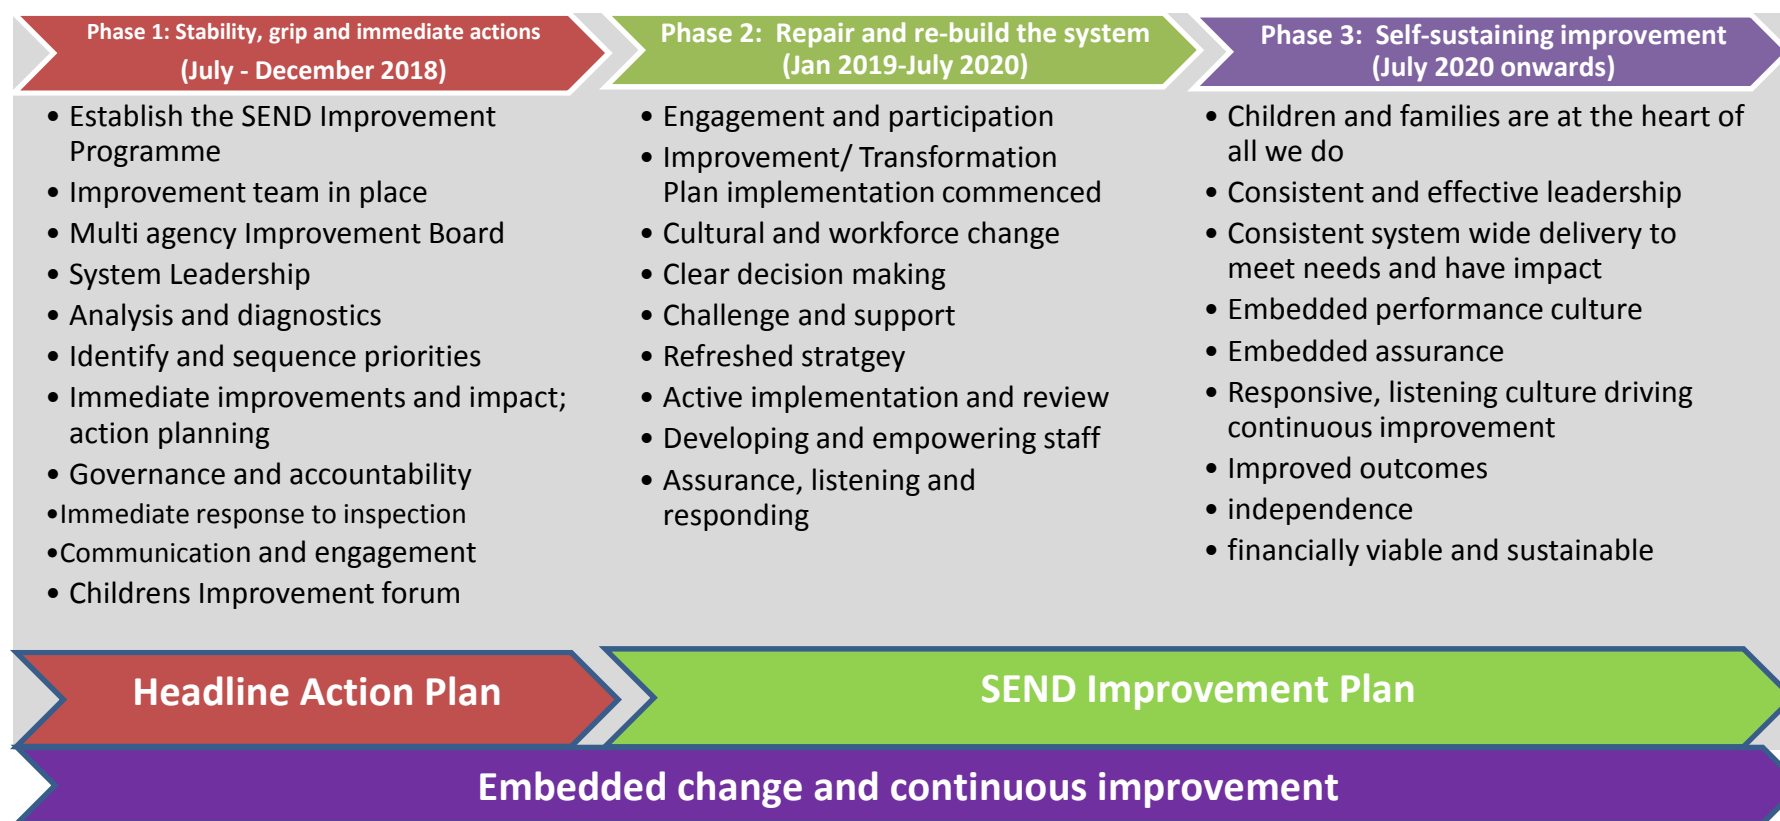 Phase 1: Stability, grip and immediate actions
(July - December 2018)
• Establish the SEND Improvement
Programme
• Improvement team in place
• Multi agency Improvement Board
• System Leadership
• Analysis and diagnostics
• Identify and sequence priorities
• Immediate improvements and impact;
action planning
• Governance and accountability
•Immediate response to inspection
•Communication and engagement
• Childrens Improvement forum
Phase 2:  Repair and re-build the system
(Jan 2019-July 2020)
• Engagement and participation
• Improvement/ Transformation
Plan implementation commenced
• Cultural and workforce change
• Clear decision making
• Challenge and support
• Refreshed stratgey
• Active implementation and review
• Developing and empowering staff
• Assurance, listening and
responding
Phase 3:  Self-sustaining improvement
(July 2020 onwards)
• Children and families are at the heart of
all we do
• Consistent and effective leadership
• Consistent system wide delivery to
meet needs and have impact
• Embedded performance culture
• Embedded assurance
• Responsive, listening culture driving
continuous improvement
• Improved outcomes
• independence
• financially viable and sustainable
Headline Action Plan
SEND Improvement Plan
Embedded change and continuous improvement